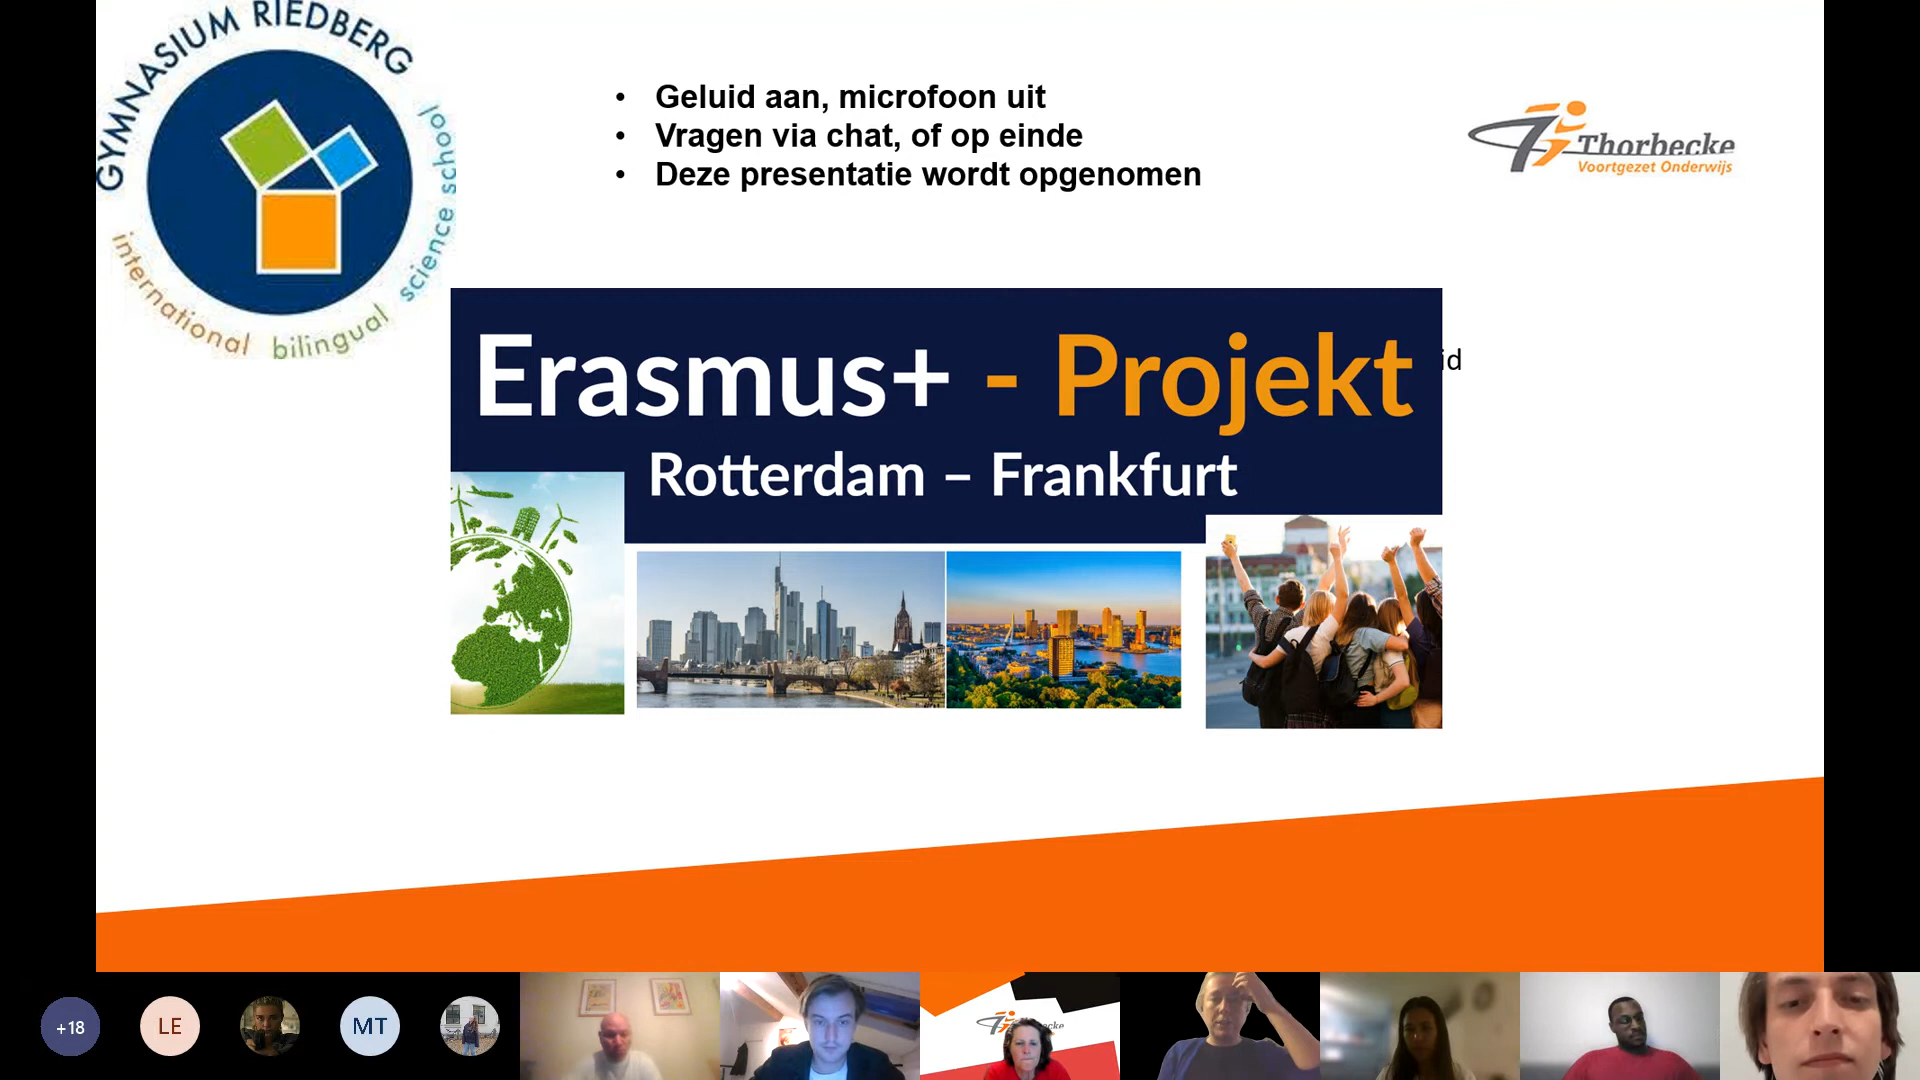 GYMNASIUM RIEDBERG
international bilingual science school
• Geluid aan, microfoon uit
• Vragen via chat, of op einde
• Deze presentatie wordt opgenomen
Thorbecke
Voortgezet Onderwijs
Erasmus+ - Projekt
id
Rotterdam – Frankfurt
+18
LE
MT
Thorbecke